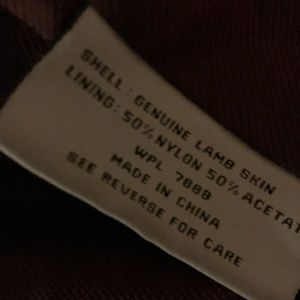 SHELL: GENUINE LAMB SKIN
LINING: 50% NYLON 50% ACETAT
WPL 7888
MADE IN CHINA
SEE REVERSE FOR CARE